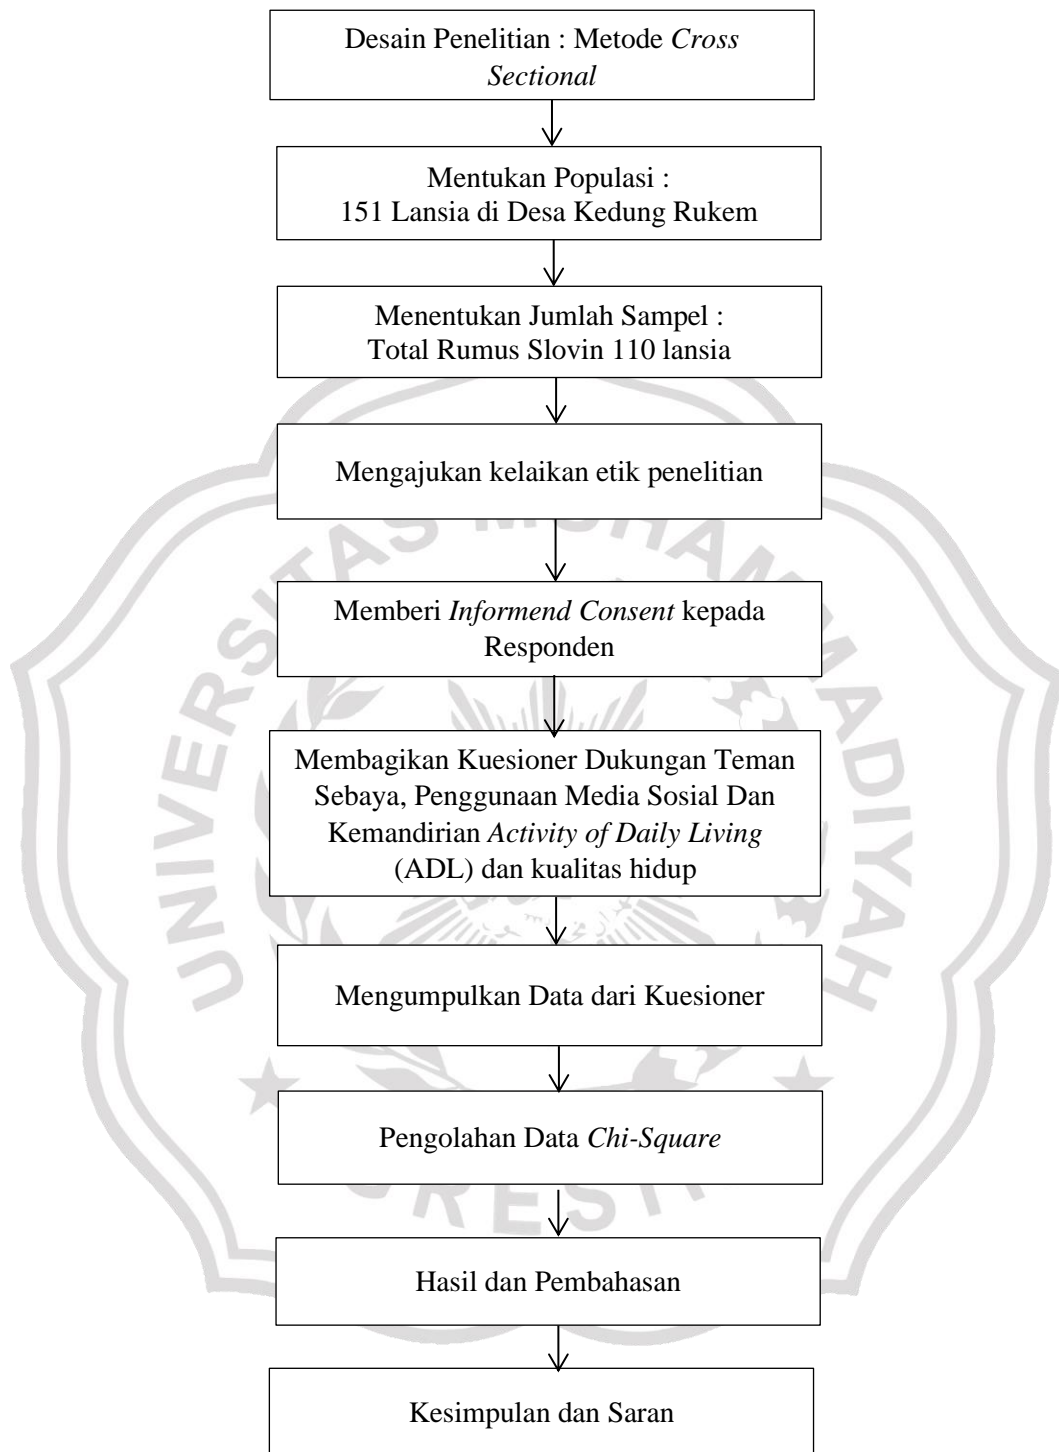 Desain Penelitian : Metode Cross
Sectional
Mentukan Populasi :
151 Lansia di Desa Kedung Rukem
Menentukan Jumlah Sampel :
Total Rumus Slovin 110 lansia
Mengajukan kelaikan etik penelitian
UNIVERSITAS MUHAMMADIYAH
Memberi Informend Consent kepada
Responden
Membagikan Kuesioner Dukungan Teman
Sebaya, Penggunaan Media Sosial Dan
Kemandirian Activity of Daily Living
(ADL) dan kualitas hidup
Mengumpulkan Data dari Kuesioner
Pengolahan Data Chi-Square
Hasil dan Pembahasan
Kesimpulan dan Saran